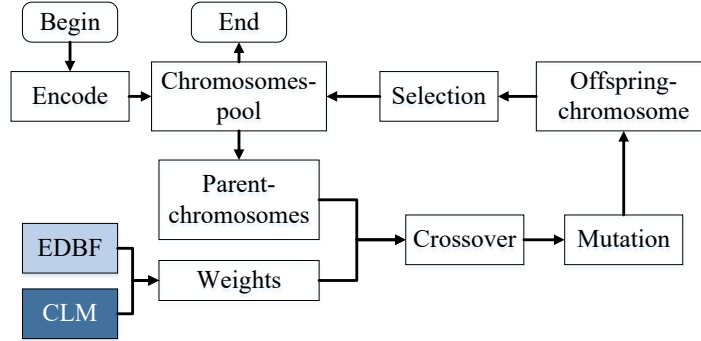 Begin
End
Encode
Chromosomes-
pool
Selection
Offspring-
chromosome
Parent-
chromosomes
EDBF
CLM
Weights
Crossover
Mutation